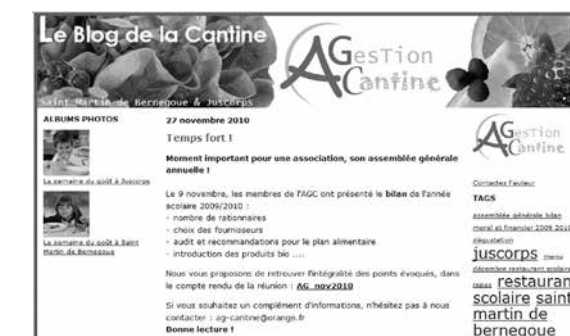 Le Blog de la Cantine
Saint Martin de Bernegoue & Juscorps
AGesTion
Cantine
ALBUMS PHOTOS
La semaine du goût à Juscorps
La semaine du goût à Saint
Martin de Bernegoue
27 novembre 2010
Temps fort !
Moment important pour une association, son assemblée générale
annuelle !
Le 9 novembre, les membres de l'AGC ont présenté le bilan de l'année
scolaire 2009/2010 :
- nombre de rationnaires
- choix des fournisseurs
- audit et recommandations pour le plan alimentaire
- introduction des produits bio ....
Nous vous proposons de retrouver l'intégralité des points évoqués, dans
le compte rendu de la réunion : AG_nov2010
Si vous souhaitez un complément d'informations, n'hésitez pas à nous
contacter : ag-cantine@orange.fr
Bonne lecture !
AGesTion
Cantine
Contactez l'auteur
TAGS
assemblée générale bilan
moral et financier 2009 2010
dégustation
juscorps menu
décembre restaurant scolaire
repas restaurant
scolaire saint
martin de
bernegoue